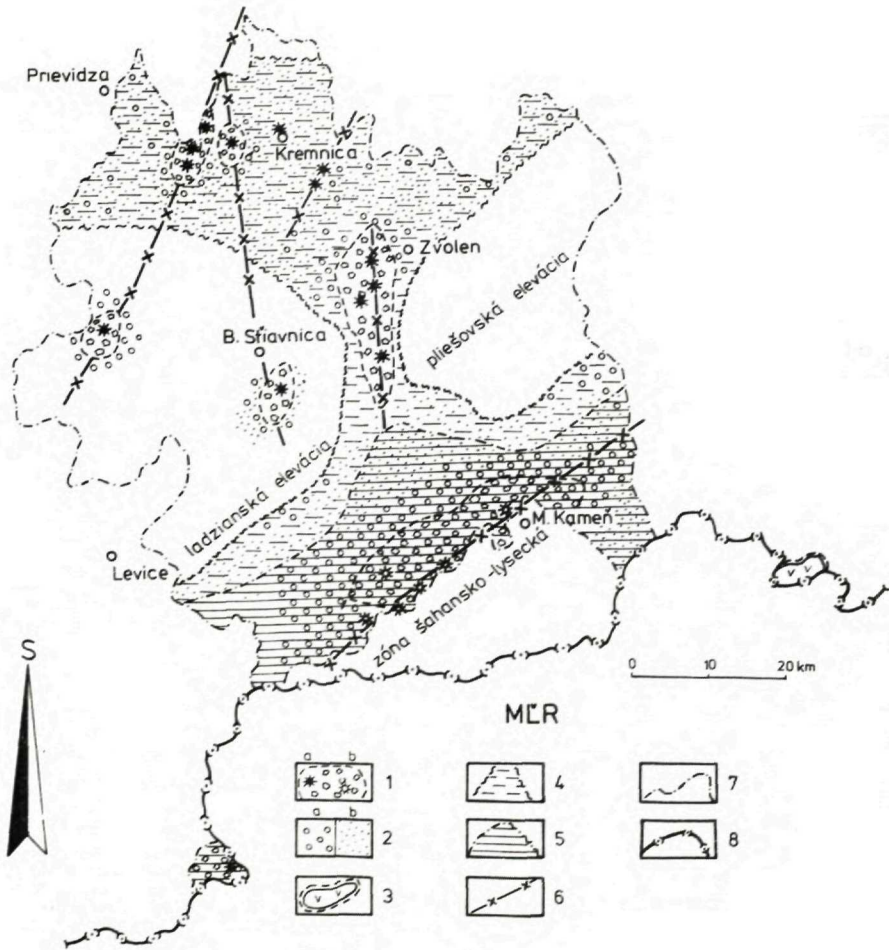 Prievidza
Kremnica
Zvolen
pliešovská elevácia
B. Štiavnica
ladzianská elevácia
M. Kameň
Levice
zóna šahansko-lysecká
S
0 10 20 km
MĽR
a b
1
4
7
a b
2
5
8
3
6